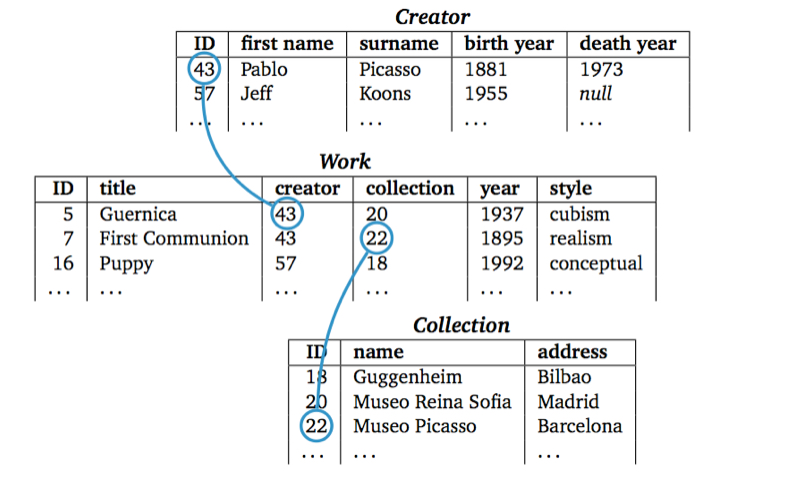 Creator
ID first name surname birth year death year
43 Pablo Picasso 1881 1973
57 Jeff Koons 1955 null
... ... ... ... ...
Work
ID title creator collection year style
5 Guernica 43 20 1937 cubism
7 First Communion 43 22 1895 realism
16 Puppy 57 18 1992 conceptual
... ... ... ... ... ...
Collection
ID name address
18 Guggenheim Bilbao
20 Museo Reina Sofia Madrid
22 Museo Picasso Barcelona
... ... ...